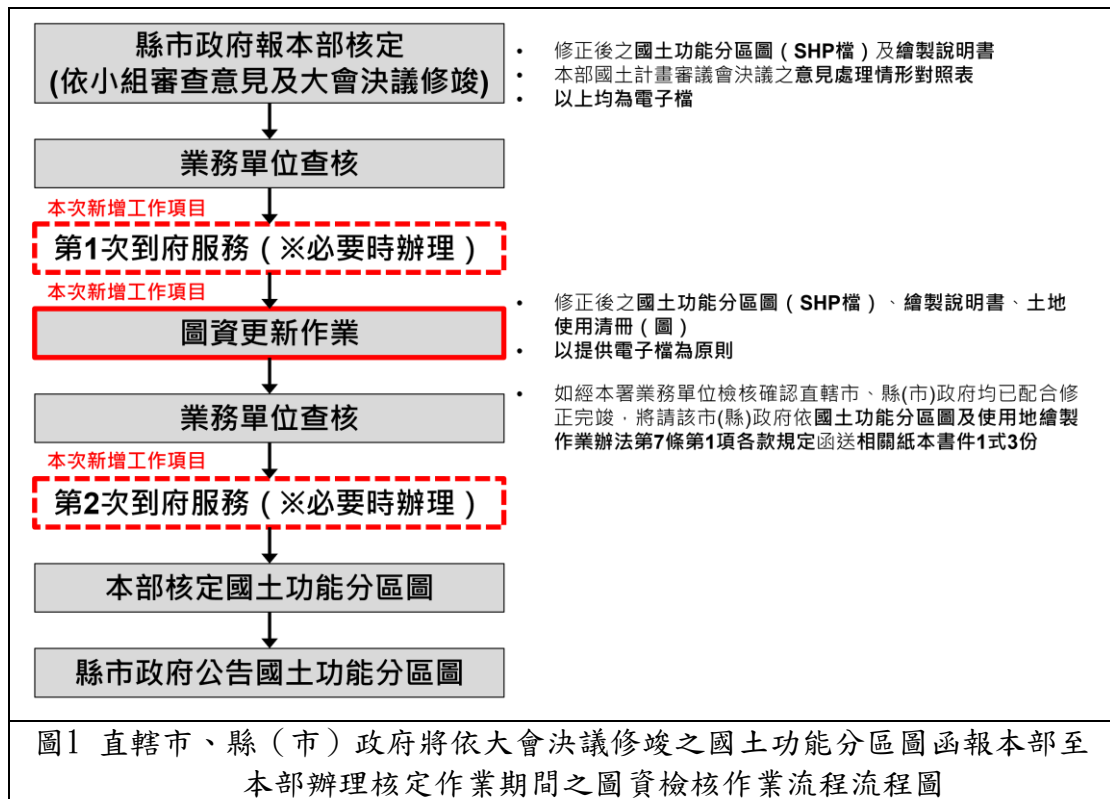 縣市政府報本部核定
(依小組審查意見及大會決議修竣)
• 修正後之國土功能分區圖（SHP檔）及繪製說明書
• 本部國土計畫審議會決議之意見處理情形對照表
• 以上均為電子檔
業務單位查核
本次新增工作項目
第1次到府服務（※必要時辦理）
本次新增工作項目
圖資更新作業
• 修正後之國土功能分區圖（SHP檔）、繪製說明書、土地
使用清冊（圖）
• 以提供電子檔為原則
業務單位查核
• 如經本署業務單位檢核確認直轄市、縣(市)政府均已配合修
正完竣，將請該市(縣)政府依國土功能分區圖及使用地繪製
作業辦法第7條第1項各款規定函送相關紙本書件1式3份
本次新增工作項目
第2次到府服務（※必要時辦理）
本部核定國土功能分區圖
縣市政府公告國土功能分區圖
圖1 直轄市、縣（市）政府將依大會決議修竣之國土功能分區圖函報本部至
本部辦理核定作業期間之圖資檢核作業流程流程圖